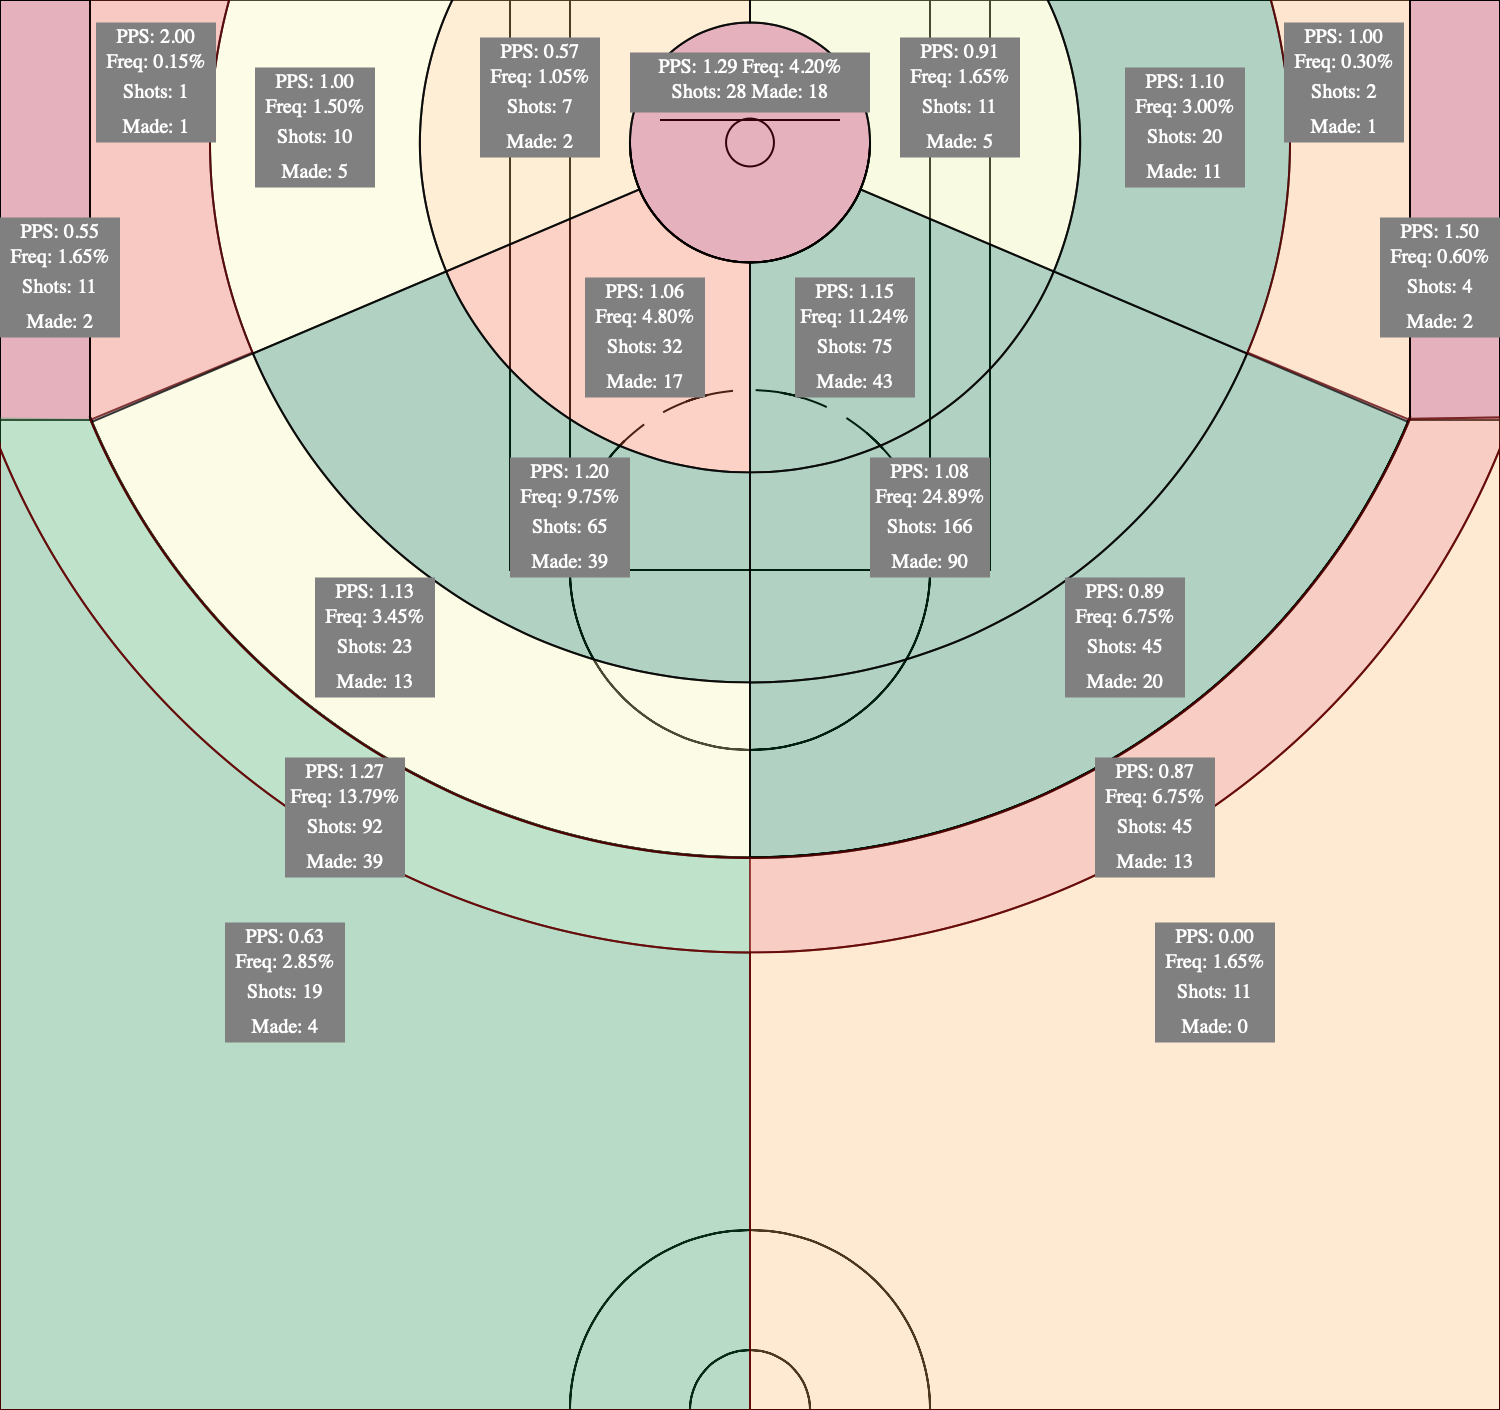 PPS: 2.00
Freq: 0.15%
Shots: 1
Made: 1
PPS: 1.00
Freq: 1.50%
Shots: 10
Made: 5
PPS: 0.57
Freq: 1.05%
Shots: 7
Made: 2
PPS: 1.29 Freq: 4.20%
Shots: 28 Made: 18
PPS: 0.91
Freq: 1.65%
Shots: 11
Made: 5
PPS: 1.10
Freq: 3.00%
Shots: 20
Made: 11
PPS: 1.00
Freq: 0.30%
Shots: 2
Made: 1
PPS: 0.55
Freq: 1.65%
Shots: 11
Made: 2
PPS: 1.50
Freq: 0.60%
Shots: 4
Made: 2
PPS: 1.06
Freq: 4.80%
Shots: 32
Made: 17
PPS: 1.15
Freq: 11.24%
Shots: 75
Made: 43
PPS: 1.20
Freq: 9.75%
Shots: 65
Made: 39
PPS: 1.08
Freq: 24.89%
Shots: 166
Made: 90
PPS: 1.13
Freq: 3.45%
Shots: 23
Made: 13
PPS: 0.89
Freq: 6.75%
Shots: 45
Made: 20
PPS: 1.27
Freq: 13.79%
Shots: 92
Made: 39
PPS: 0.87
Freq: 6.75%
Shots: 45
Made: 13
PPS: 0.63
Freq: 2.85%
Shots: 19
Made: 4
PPS: 0.00
Freq: 1.65%
Shots: 11
Made: 0